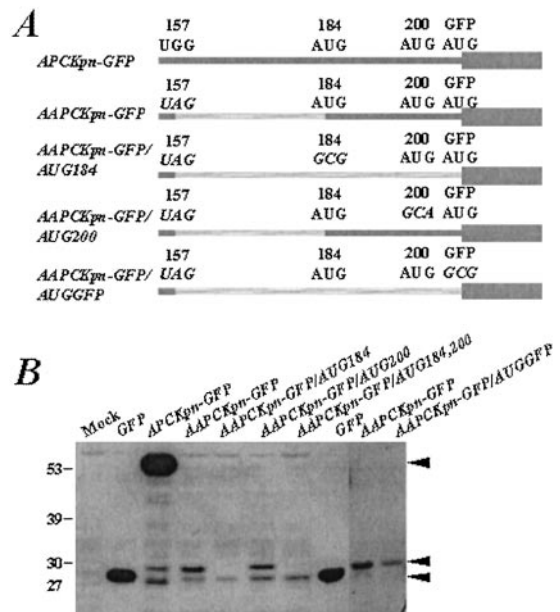 A
157 184 200 GFP
UGG AUG AUG AUG
APCKpn-GFP
157 184 200 GFP
UAG AUG AUG AUG
AAPCKpn-GFP
157 184 200 GFP
AAPCKpn-GFP/ UAG GCG AUG AUG
AUG184
157 184 200 GFP
AAPCKpn-GFP/ UAG AUG GCA AUG
AUG200
157 184 200 GFP
AAPCKpn-GFP/ UAG AUG AUG GCG
AUGGFP
B
Mock
GFP
APCKpn-GFP
AAPCKpn-GFP
AAPCKpn-GFP/AUG184
AAPCKpn-GFP/AUG200
AAPCKpn-GFP/AUG184,200
GFP
AAPCKpn-GFP
AAPCKpn-GFP/AUGGFP
53
39
30
27